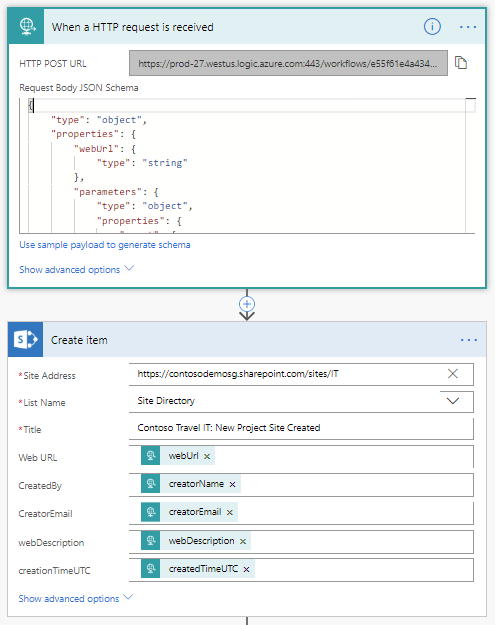 When a HTTP request is received
HTTP POST URL https://prod-27.westus.logic.azure.com:443/workflows/e55f61e4a434...
Request Body JSON Schema
{
"type": "object",
"properties": {
"webUrl": {
"type": "string"
},
"parameters": {
"type": "object",
"properties": {
Use sample payload to generate schema
Show advanced options
Create item
*Site Address https://contosodemosg.sharepoint.com/sites/IT
*List Name Site Directory
*Title Contoso Travel IT: New Project Site Created
Web URL webUrl ×
CreatedBy creatorName ×
CreatorEmail creatorEmail ×
webDescription webDescription ×
creationTimeUTC createdTimeUTC ×
Show advanced options